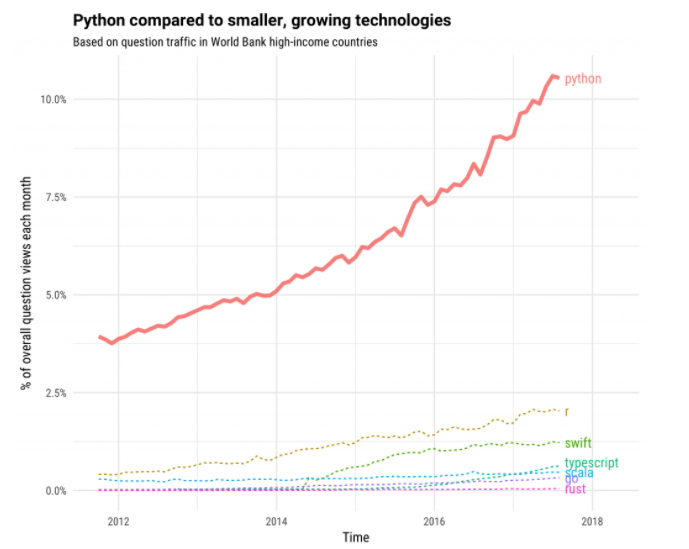 Python compared to smaller, growing technologies
Based on question traffic in World Bank high-income countries
% of overall question views each month
10.0%
7.5%
5.0%
2.5%
0.0%
python
r
swift
typescript
scala
go
rust
2012
2014
2016
2018
Time